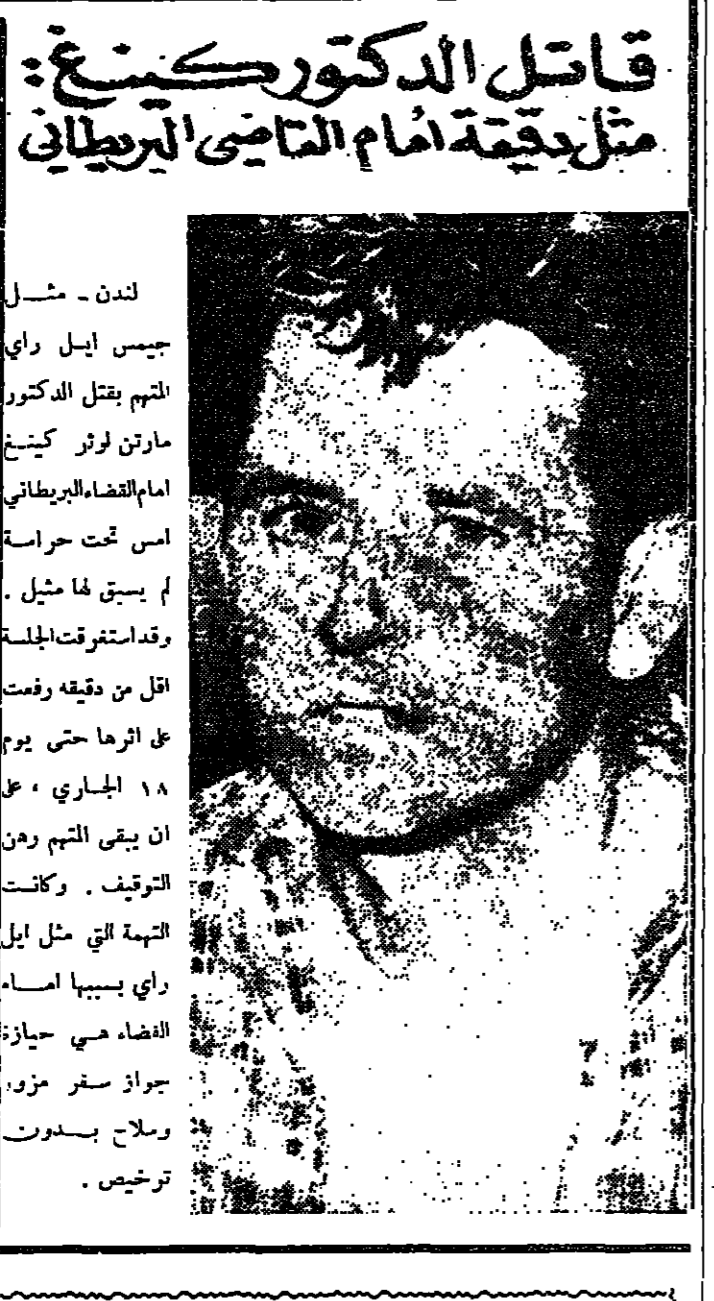 قاتل الدكتور كينغ :
مثل دقيقة امام القاضي البريطاني
لندن - مثل
جيمس ايل راي
المتهم بقتل الدكتور
مارتن لوثر كينغ
امام القضاء البريطاني
امس تحت حراسة
لم يسبق لها مثيل .
وقد استغرقت الجلسة
اقل من دقيقه رفعت
على اثرها حتى يوم
١٨ الجاري ، على
ان يبقى المتهم رهن
التوقيف . وكانت
التهمة التي مثل ايل
راي بسببها امام
القضاء هي حيازة
جواز سفر مزور
وسلاح بدون
ترخيص .